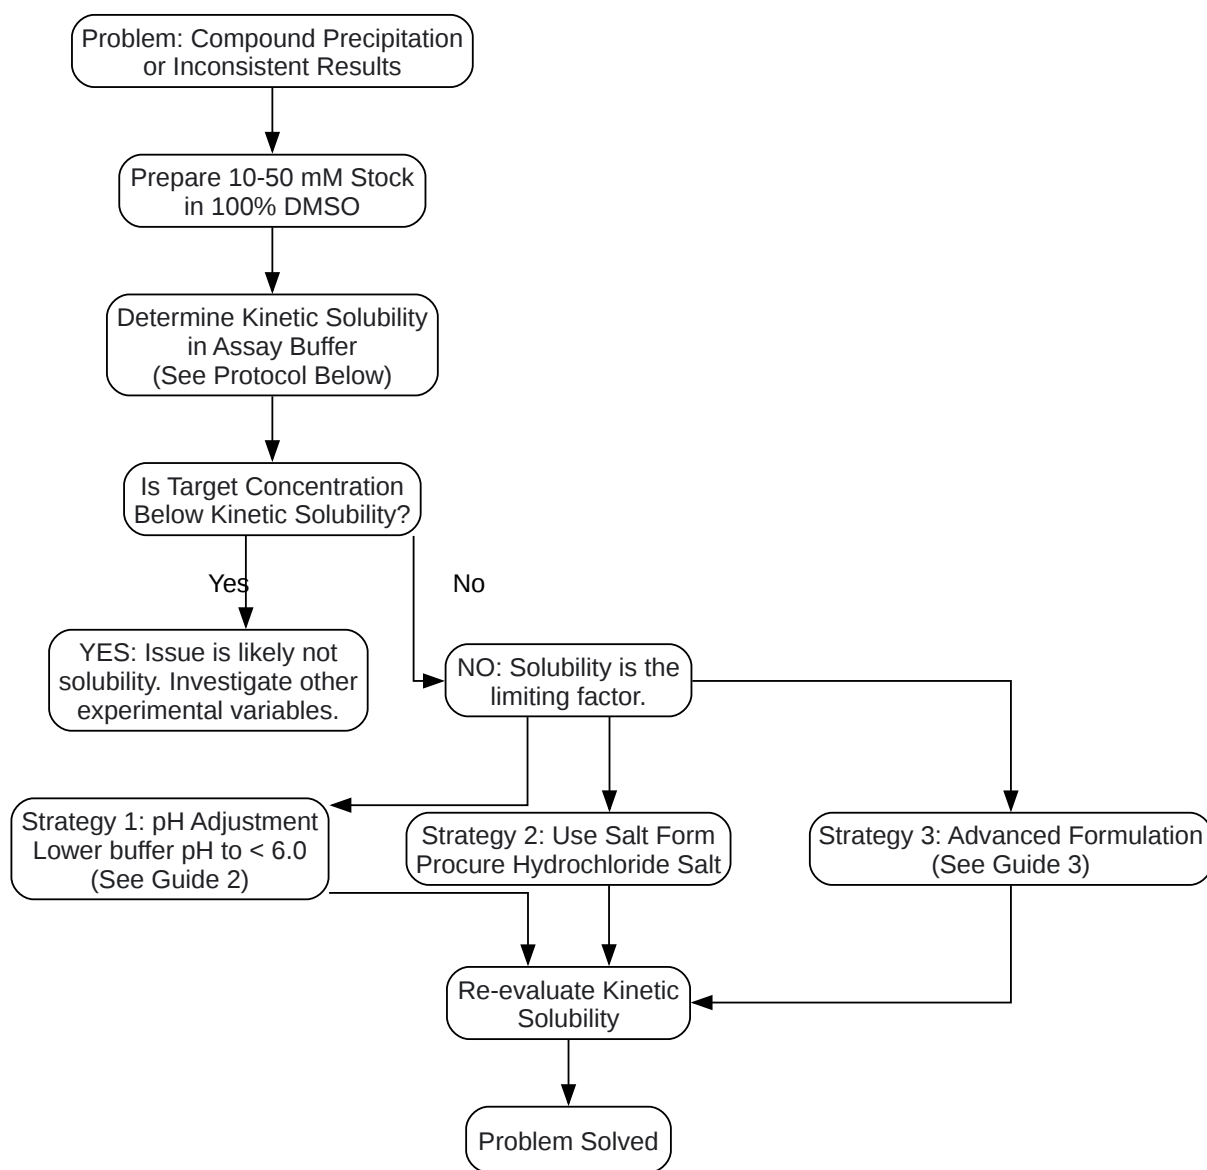 Problem: Compound Precipitation
or Inconsistent Results
Prepare 10-50 mM Stock
in 100% DMSO
Determine Kinetic Solubility
in Assay Buffer
(See Protocol Below)
Is Target Concentration
Below Kinetic Solubility?
Yes
No
YES: Issue is likely not
solubility. Investigate other
experimental variables.
NO: Solubility is the
limiting factor.
Strategy 1: pH Adjustment
Lower buffer pH to < 6.0
(See Guide 2)
Strategy 2: Use Salt Form
Procure Hydrochloride Salt
Strategy 3: Advanced Formulation
(See Guide 3)
Re-evaluate Kinetic
Solubility
Problem Solved